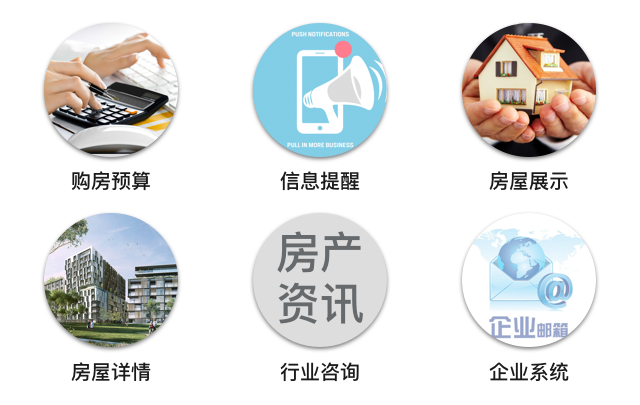 PUSH NOTIFICATIONS
PULL IN MORE BUSINESS
购房预算
信息提醒
房屋展示
房产
资讯
@
企业邮箱
房屋详情
行业咨询
企业系统